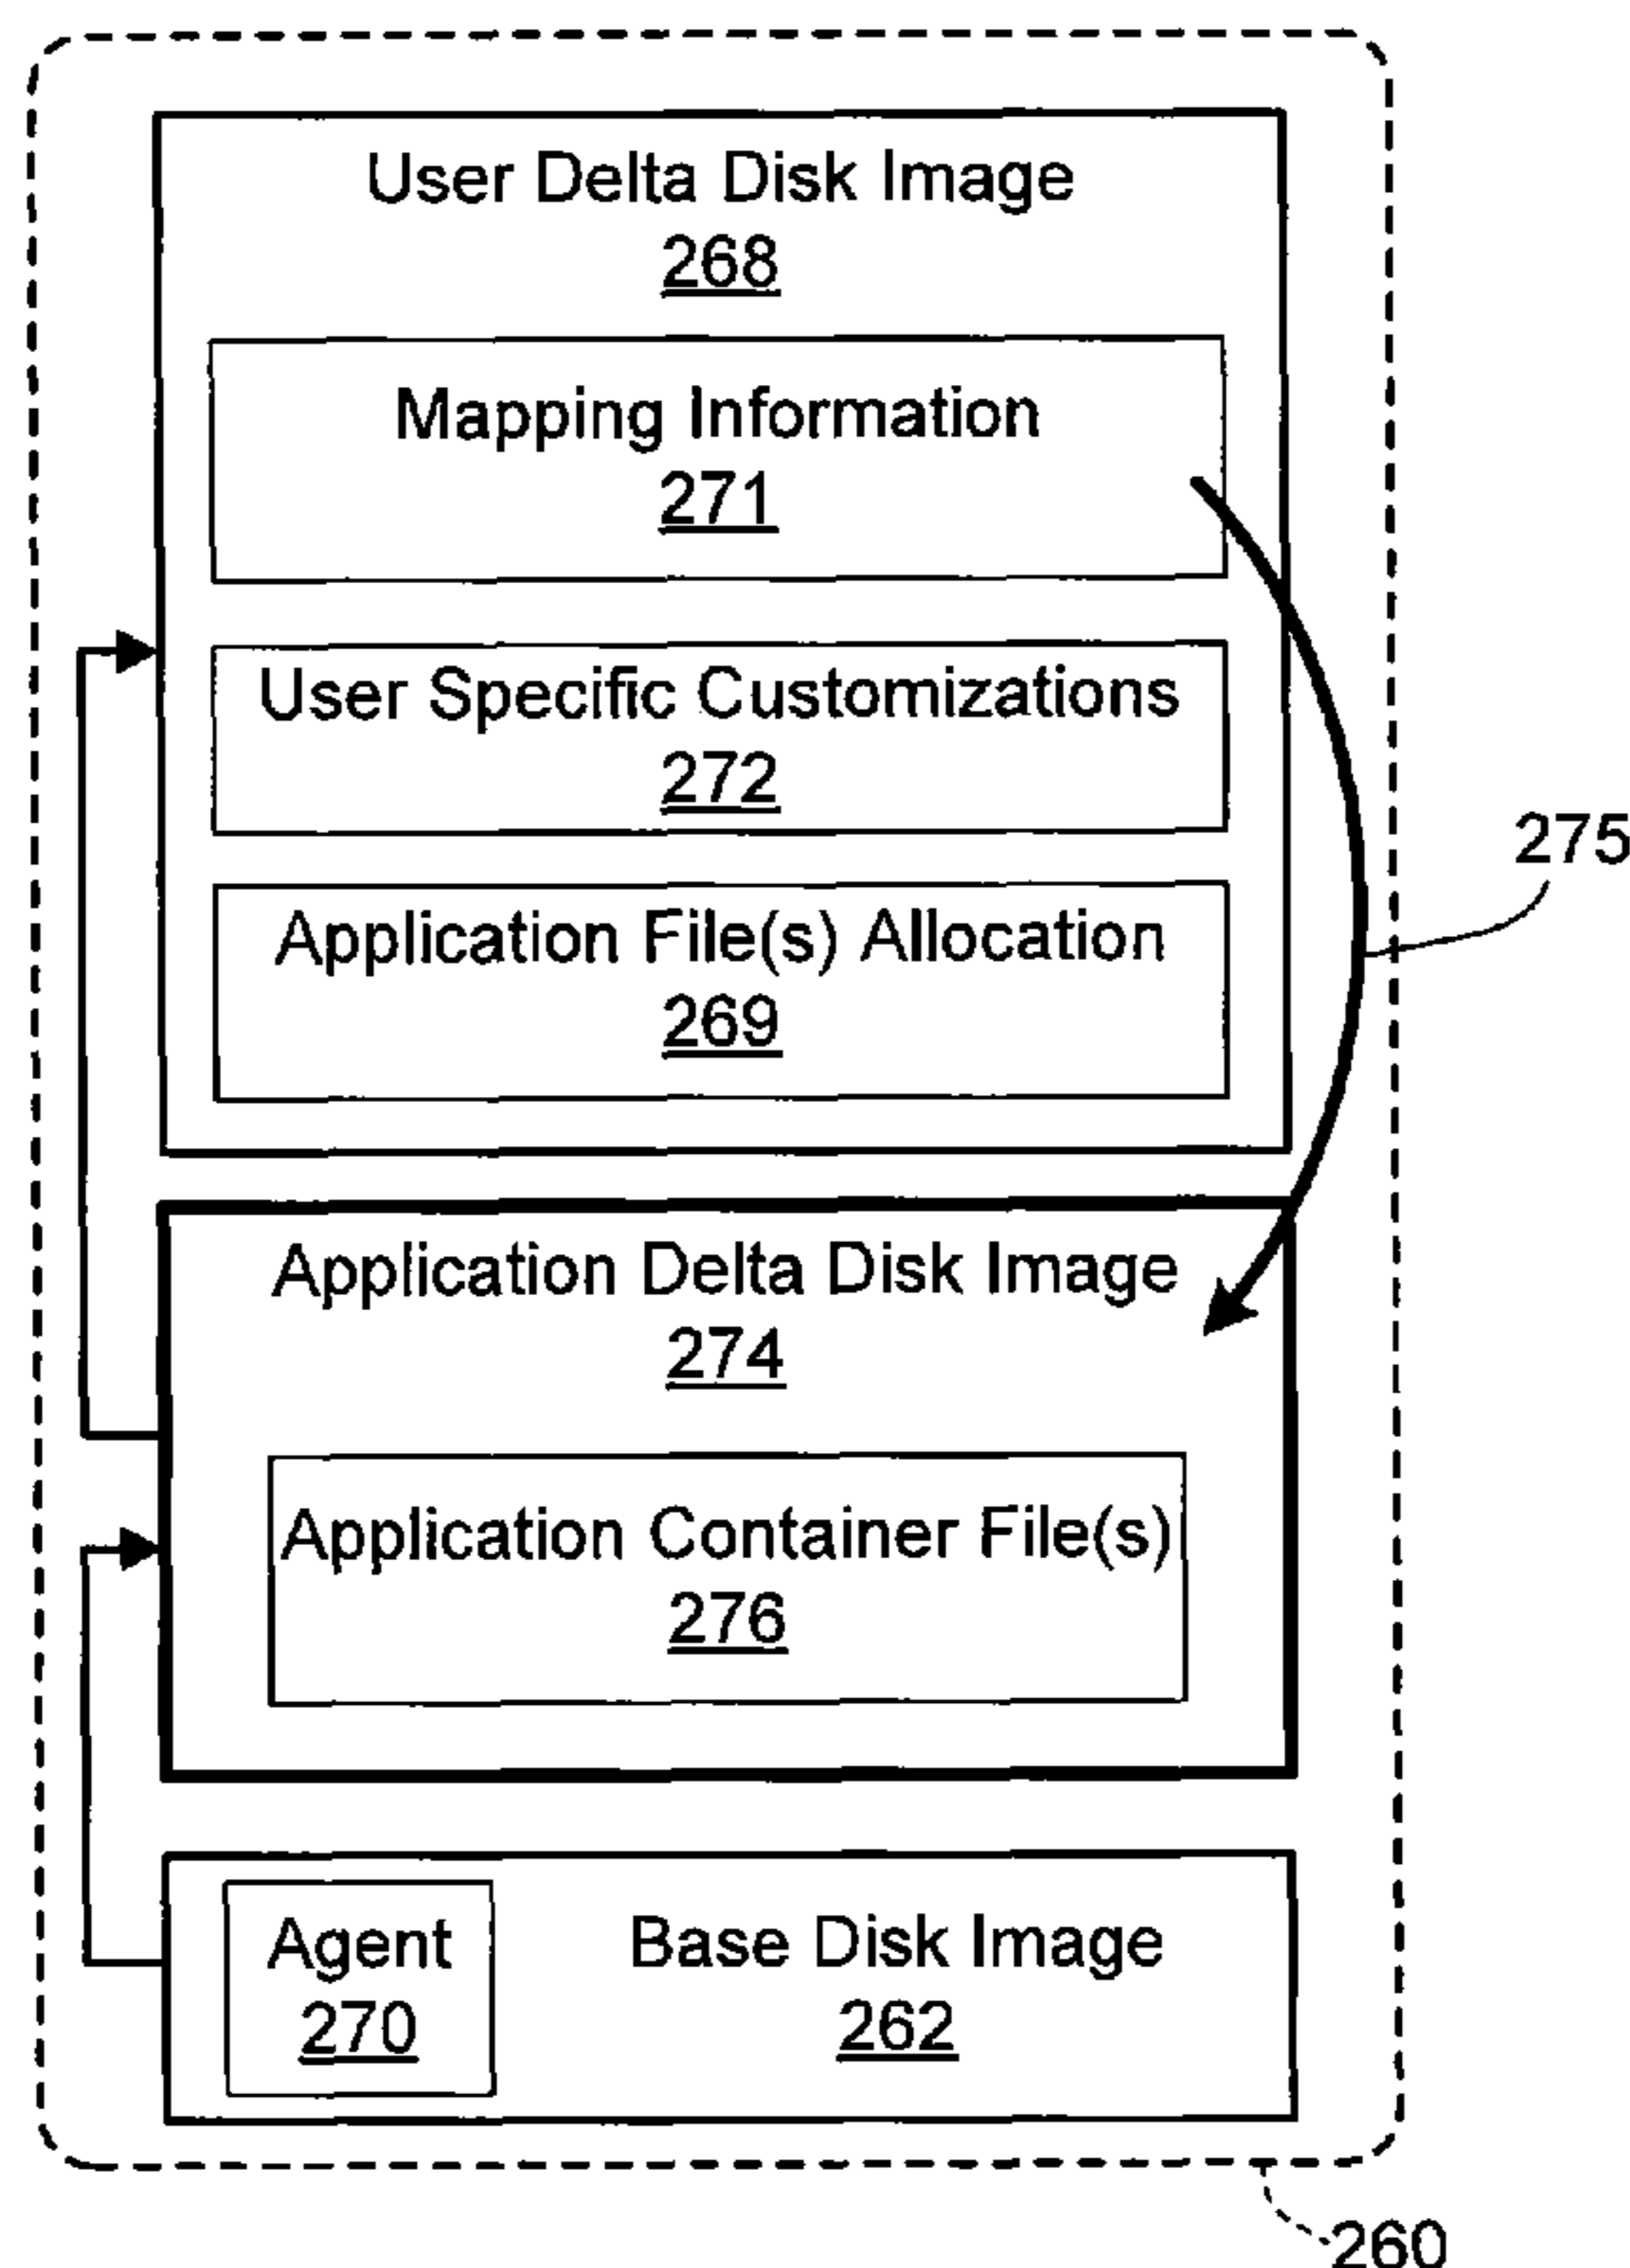 User Delta Disk Image
268
Mapping Information
271
User Specific Customizations
272
275
Application File(s) Allocation
269
Application Delta Disk Image
274
Application Container File(s)
276
Agent
270
Base Disk Image
262
260